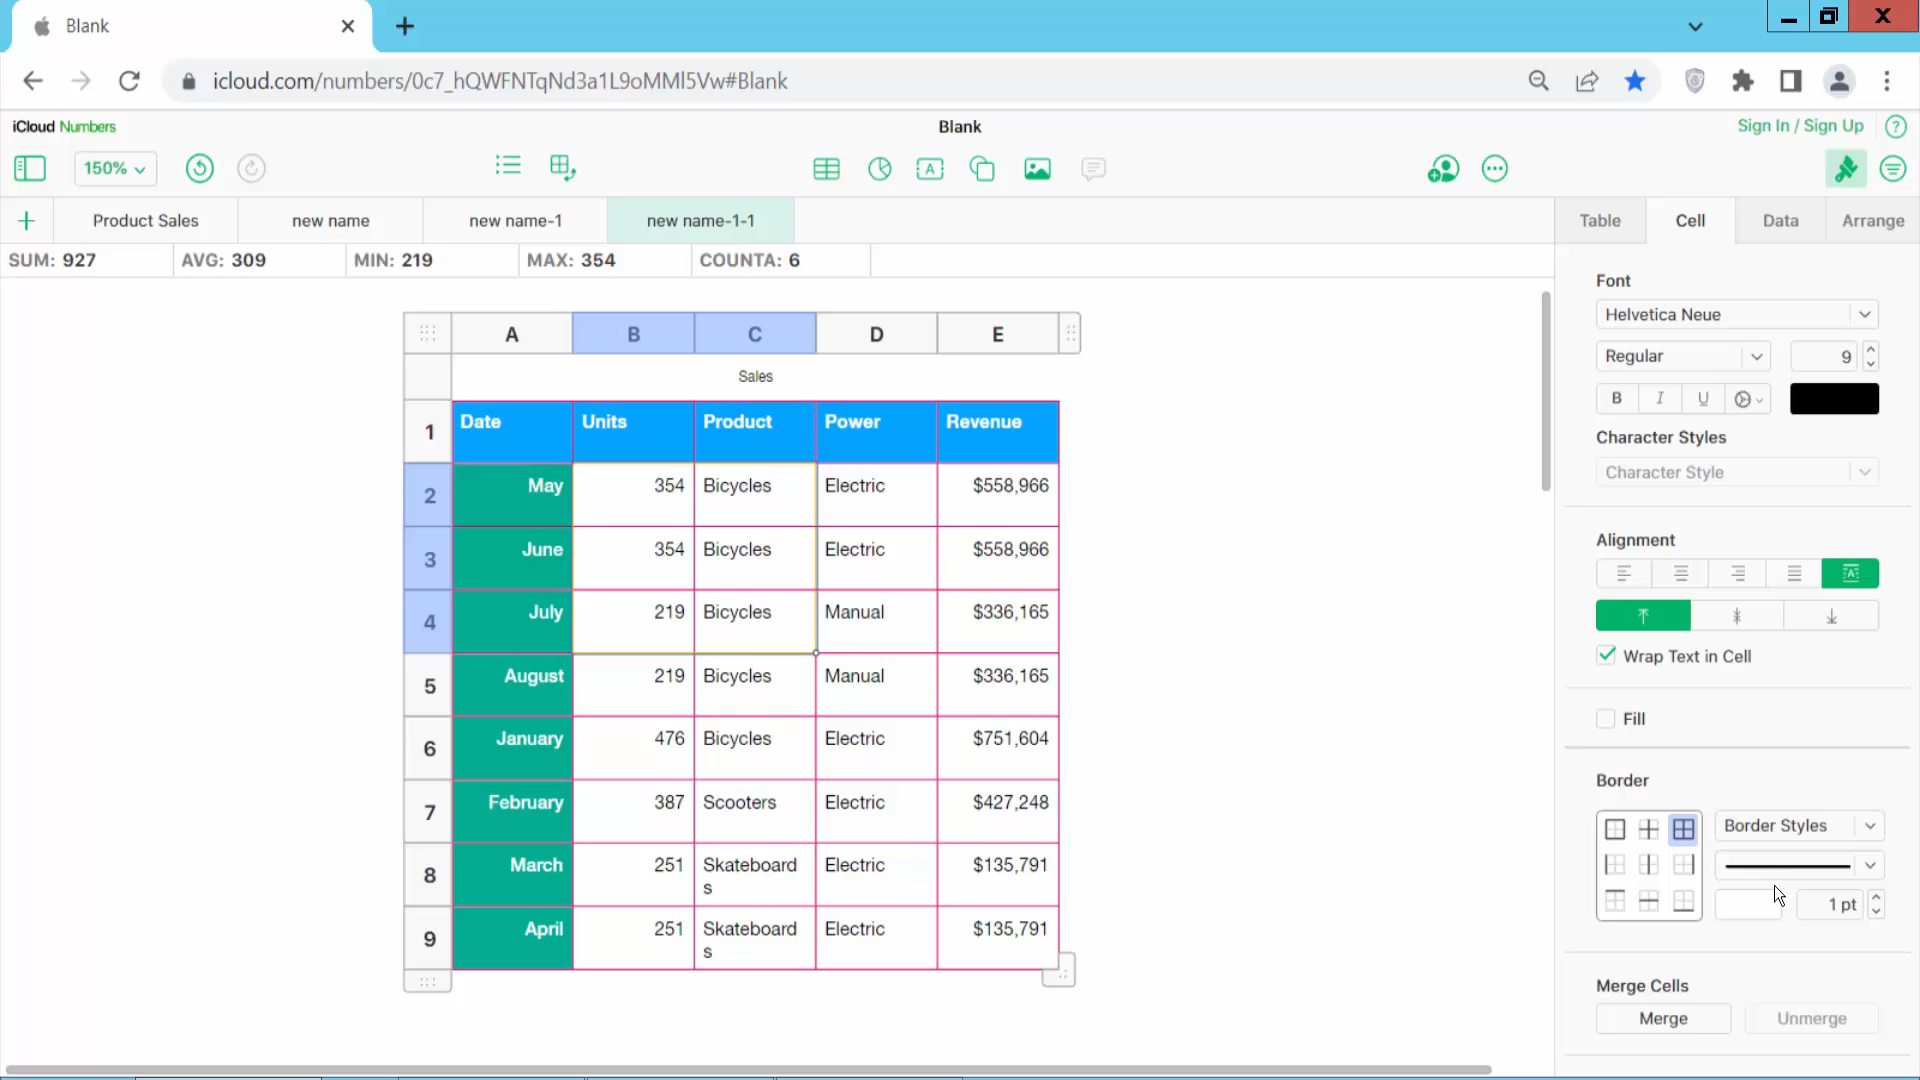 Blank
icloud.com/numbers/0c7_hQWFNTqNd3a1L9oMMl5Vw#Blank
iCloud Numbers
Blank
Sign In / Sign Up
?
150%
Product Sales
new name
new name-1
new name-1-1
Table
Cell
Data
Arrange
SUM: 927
AVG: 309
MIN: 219
MAX: 354
COUNTA: 6
A B C D E
Sales
1 Date Units Product Power Revenue
2 May 354 Bicycles Electric $558,966
3 June 354 Bicycles Electric $558,966
4 July 219 Bicycles Manual $336,165
5 August 219 Bicycles Manual $336,165
6 January 476 Bicycles Electric $751,604
7 February 387 Scooters Electric $427,248
8 March 251 Skateboard Electric $135,791
s
9 April 251 Skateboard Electric $135,791
s
Font
Helvetica Neue
Regular
9
B I U
Character Styles
Character Style
Alignment
Wrap Text in Cell
Fill
Border
Border Styles
1 pt
Merge Cells
Merge
Unmerge